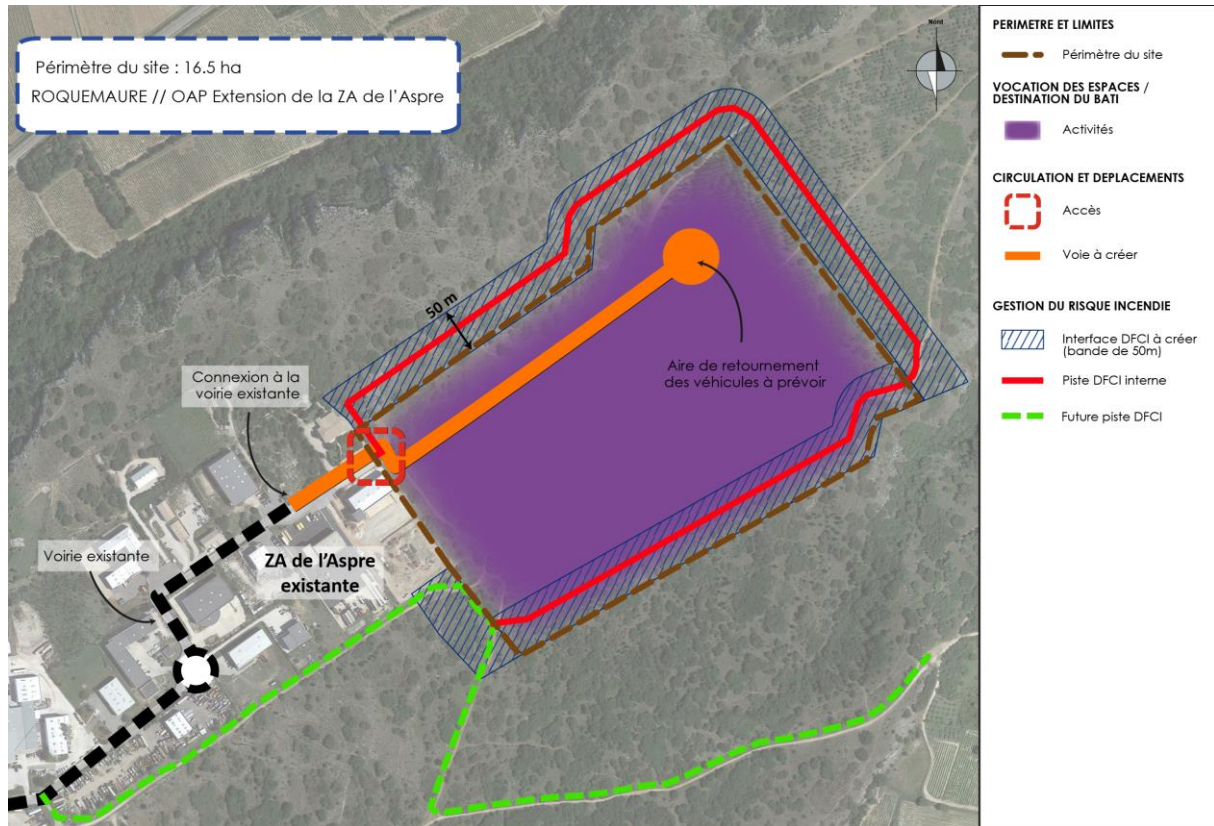 Périmètre du site : 16.5 ha
ROQUEMAURE // OAP Extension de la ZA de l'Aspre
Nord
50 m
Connexion à la
voirie existante
Aire de retournement
des véhicules à prévoir
Voirie existante
ZA de l'Aspre
existante
PERIMETRE ET LIMITES
Périmètre du site
VOCATION DES ESPACES /
DESTINATION DU BATI
Activités
CIRCULATION ET DEPLACEMENTS
Accès
Voie à créer
GESTION DU RISQUE INCENDIE
Interface DFCI à créer
(bande de 50m)
Piste DFCI interne
Future piste DFCI